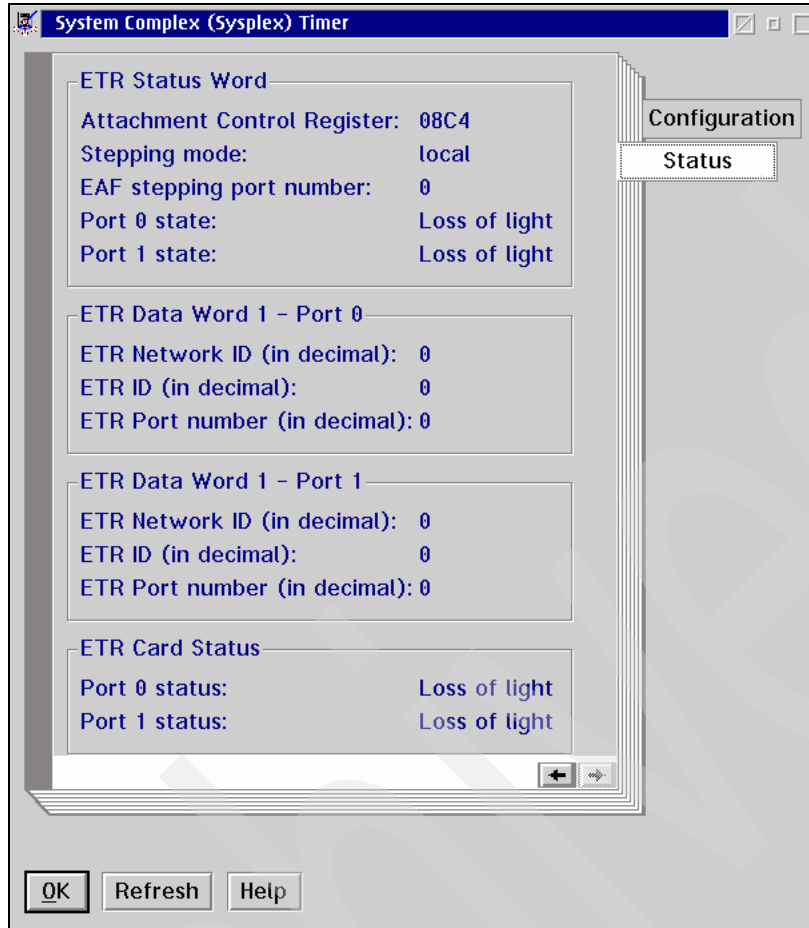 System Complex (Sysplex) Timer
ETR Status Word
Attachment Control Register: 08C4
Stepping mode: local
EAF stepping port number: 0
Port 0 state: Loss of light
Port 1 state: Loss of light
ETR Data Word 1 - Port 0
ETR Network ID (in decimal): 0
ETR ID (in decimal): 0
ETR Port number (in decimal): 0
ETR Data Word 1 - Port 1
ETR Network ID (in decimal): 0
ETR ID (in decimal): 0
ETR Port number (in decimal): 0
ETR Card Status
Port 0 status: Loss of light
Port 1 status: Loss of light
Configuration
Status
OK Refresh Help